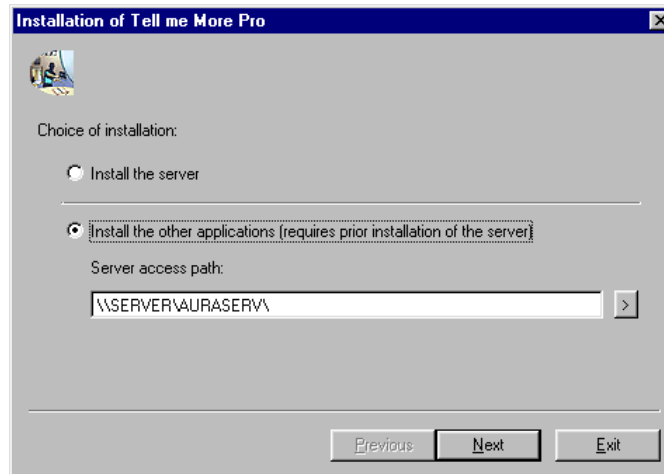 Installation of Tell me More Pro
Choice of installation:
Install the server
Install the other applications (requires prior installation of the server)
Server access path:
\\SERVER\AURASERV\
>
Previous
Next
Exit